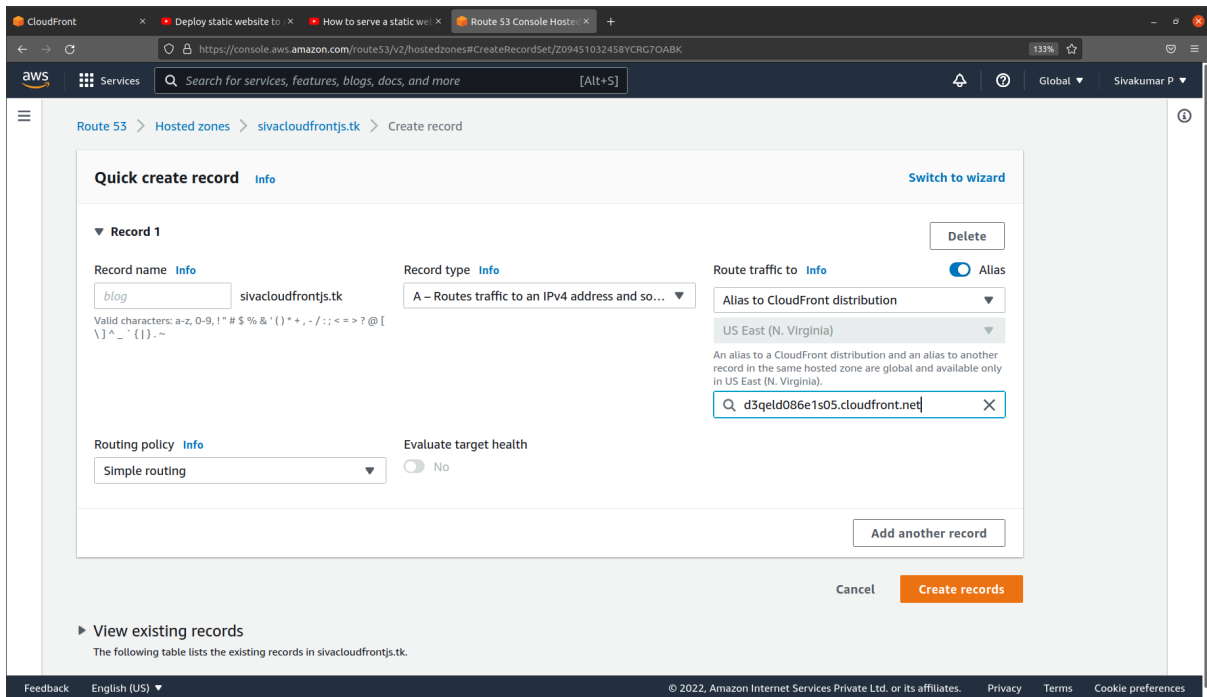 CloudFront
Deploy static website to
How to serve a static we
Route 53 Console Hosted
https://console.aws.amazon.com/route53/v2/hostedzones#CreateRecordSet/Z09451032458YCRG7OABK
133%
aws
Services
Search for services, features, blogs, docs, and more
[Alt+S]
Global
Sivakumar P
Route 53
Hosted zones
sivacloudfrontjs.tk
Create record
Quick create record Info
Switch to wizard
Record 1
Delete
Record name Info
Record type Info
Route traffic to Info
Alias
blog
sivacloudfrontjs.tk
A – Routes traffic to an IPv4 address and so...
Alias to CloudFront distribution
Valid characters: a-z, 0-9, ! " # $ % & ' ( ) * + , - / : ; < = > ? @ [
\ ] ^ _ ` { | } . ~
US East (N. Virginia)
An alias to a CloudFront distribution and an alias to another
record in the same hosted zone are global and available only
in US East (N. Virginia).
d3qeld086e1s05.cloudfront.net
Routing policy Info
Evaluate target health
Simple routing
No
Add another record
Cancel
Create records
View existing records
The following table lists the existing records in sivacloudfrontjs.tk.
Feedback
English (US)
© 2022, Amazon Internet Services Private Ltd. or its affiliates.
Privacy
Terms
Cookie preferences